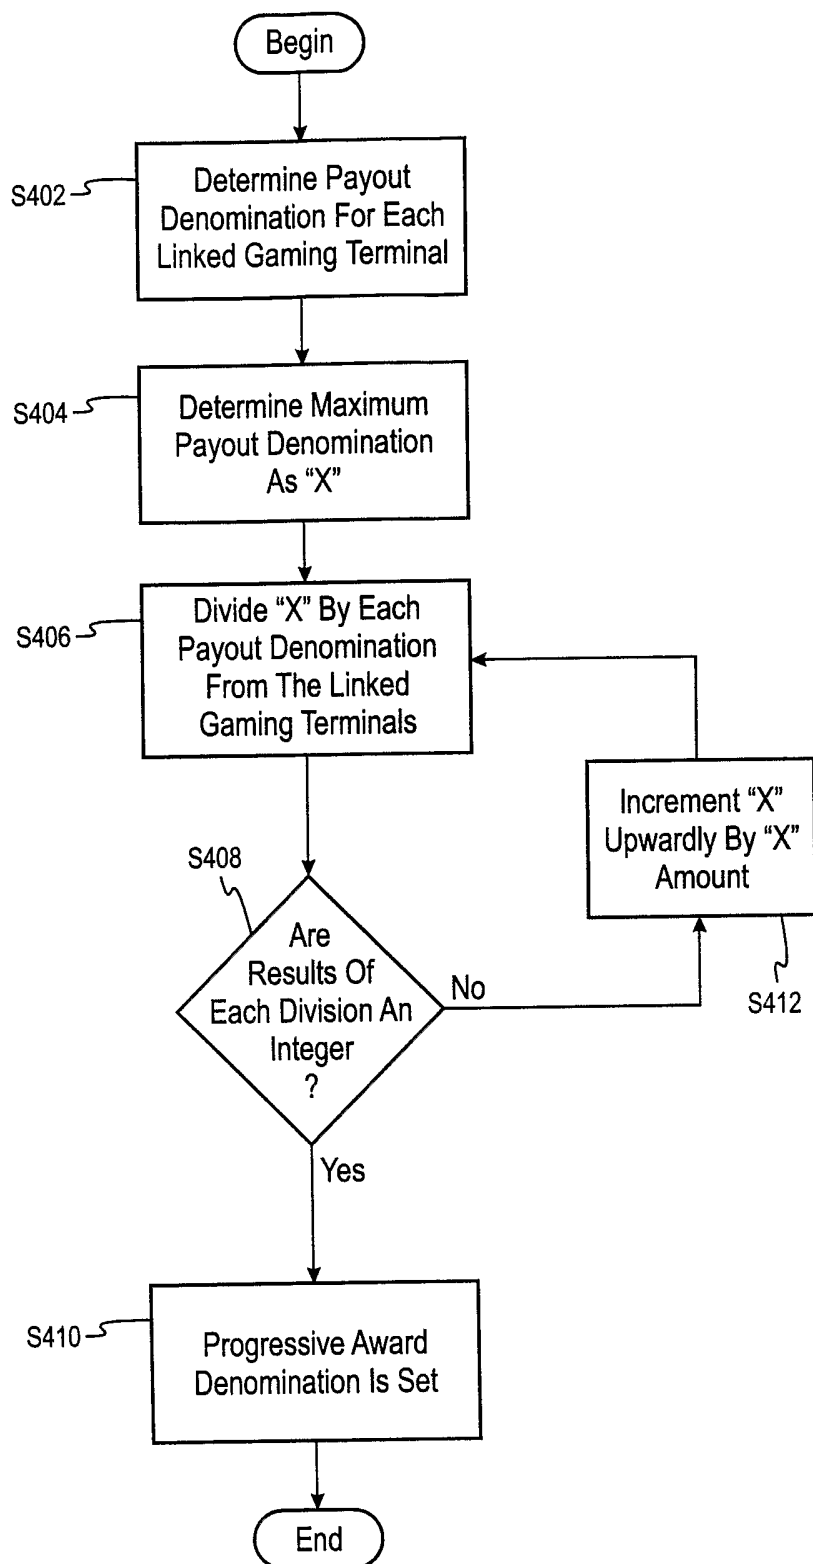 Begin
S402
Determine Payout
Denomination For Each
Linked Gaming Terminal
S404
Determine Maximum
Payout Denomination
As “X”
S406
Divide “X” By Each
Payout Denomination
From The Linked
Gaming Terminals
Increment “X”
Upwardly By “X”
Amount
S412
S408
Are
Results Of
Each Division An
Integer
?
No
Yes
S410
Progressive Award
Denomination Is Set
End